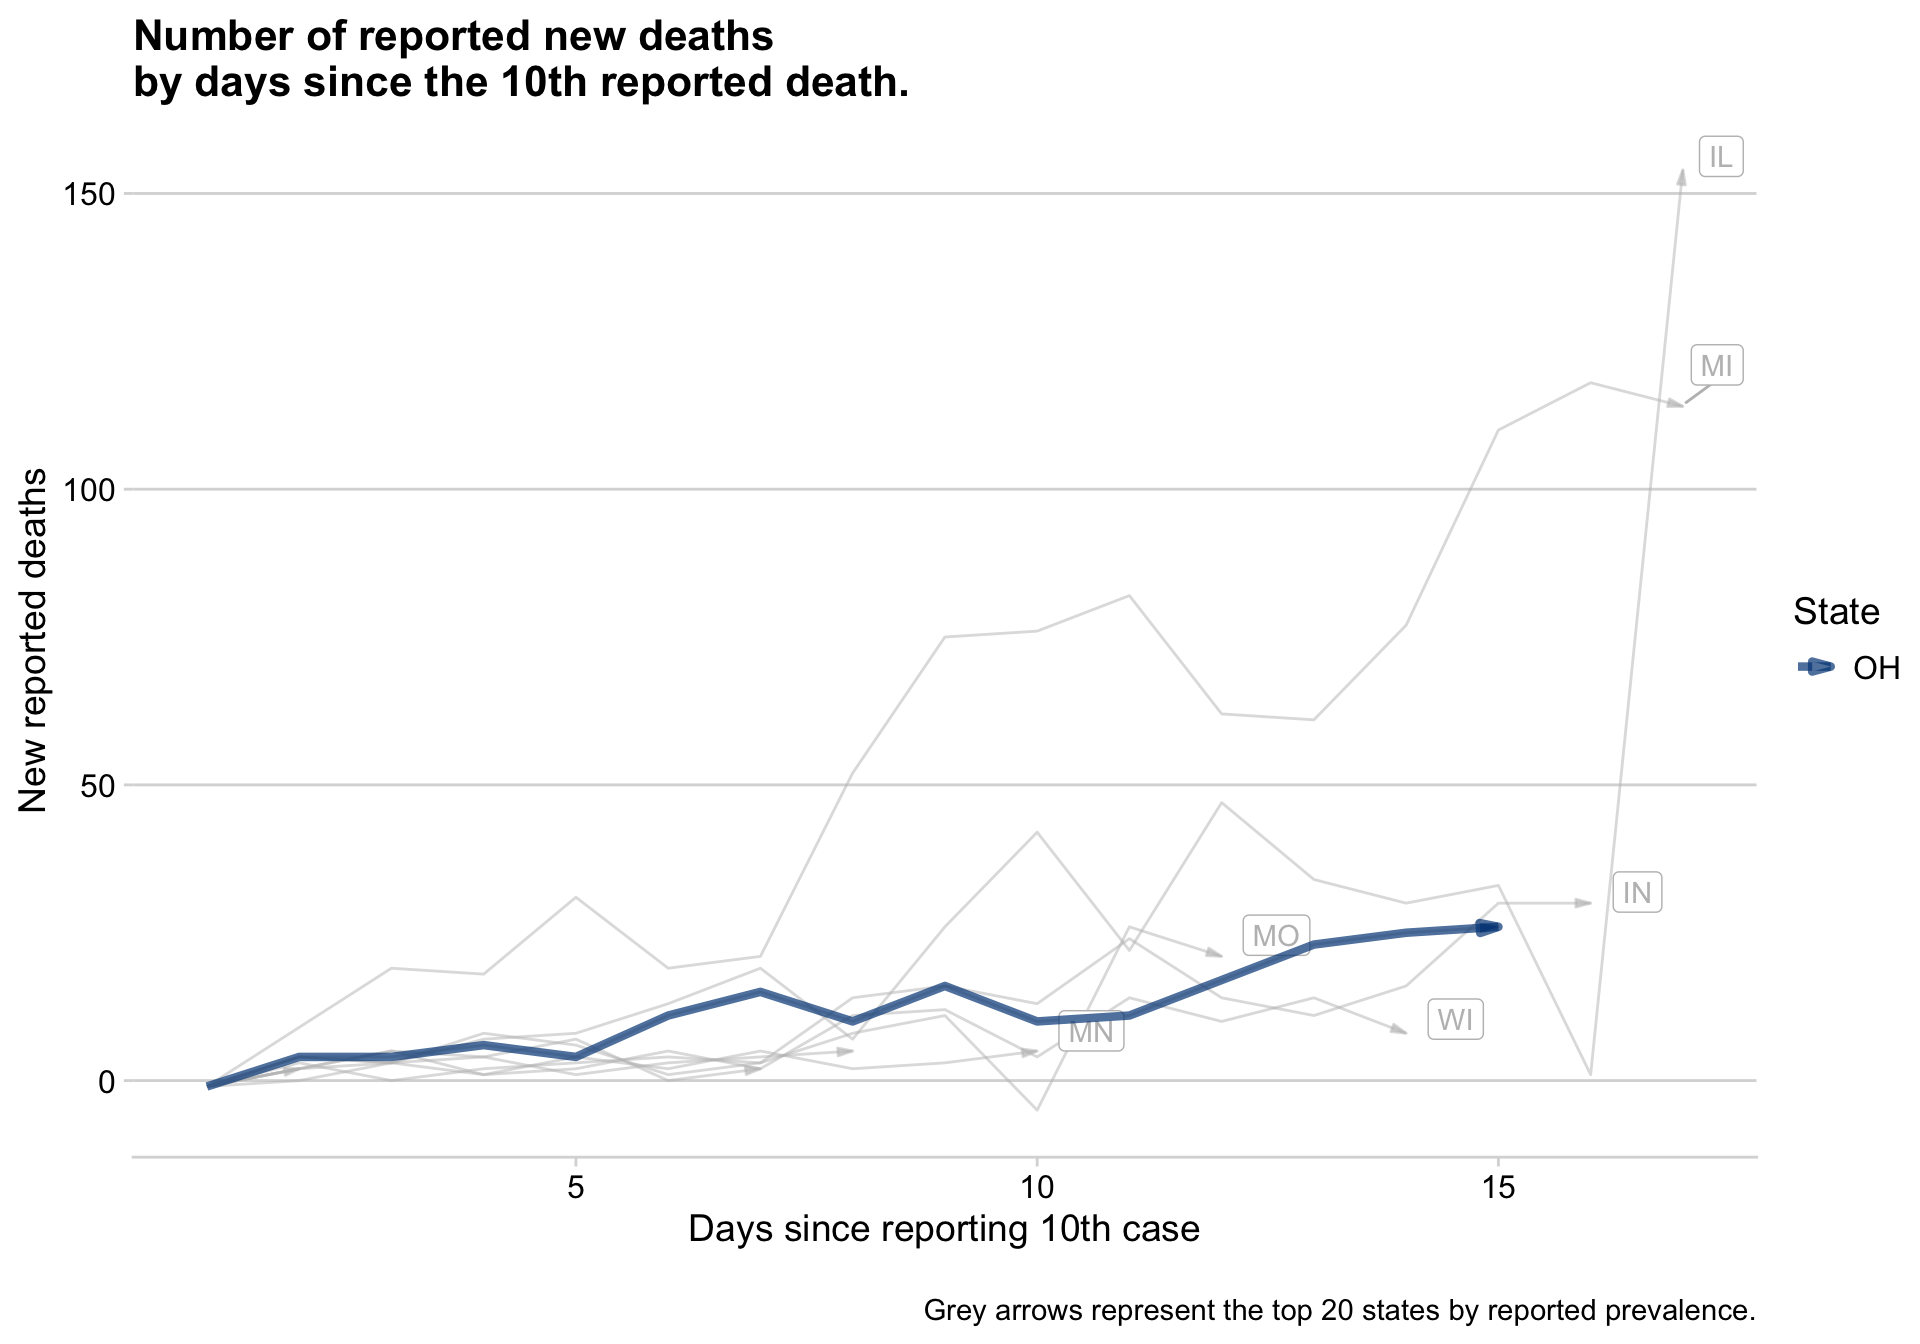 Number of reported new deaths
by days since the 10th reported death.
IL
150
MI
100
New reported deaths
50
State
OH
IN
MO
WI
MN
0
5 10 15
Days since reporting 10th case
Grey arrows represent the top 20 states by reported prevalence.